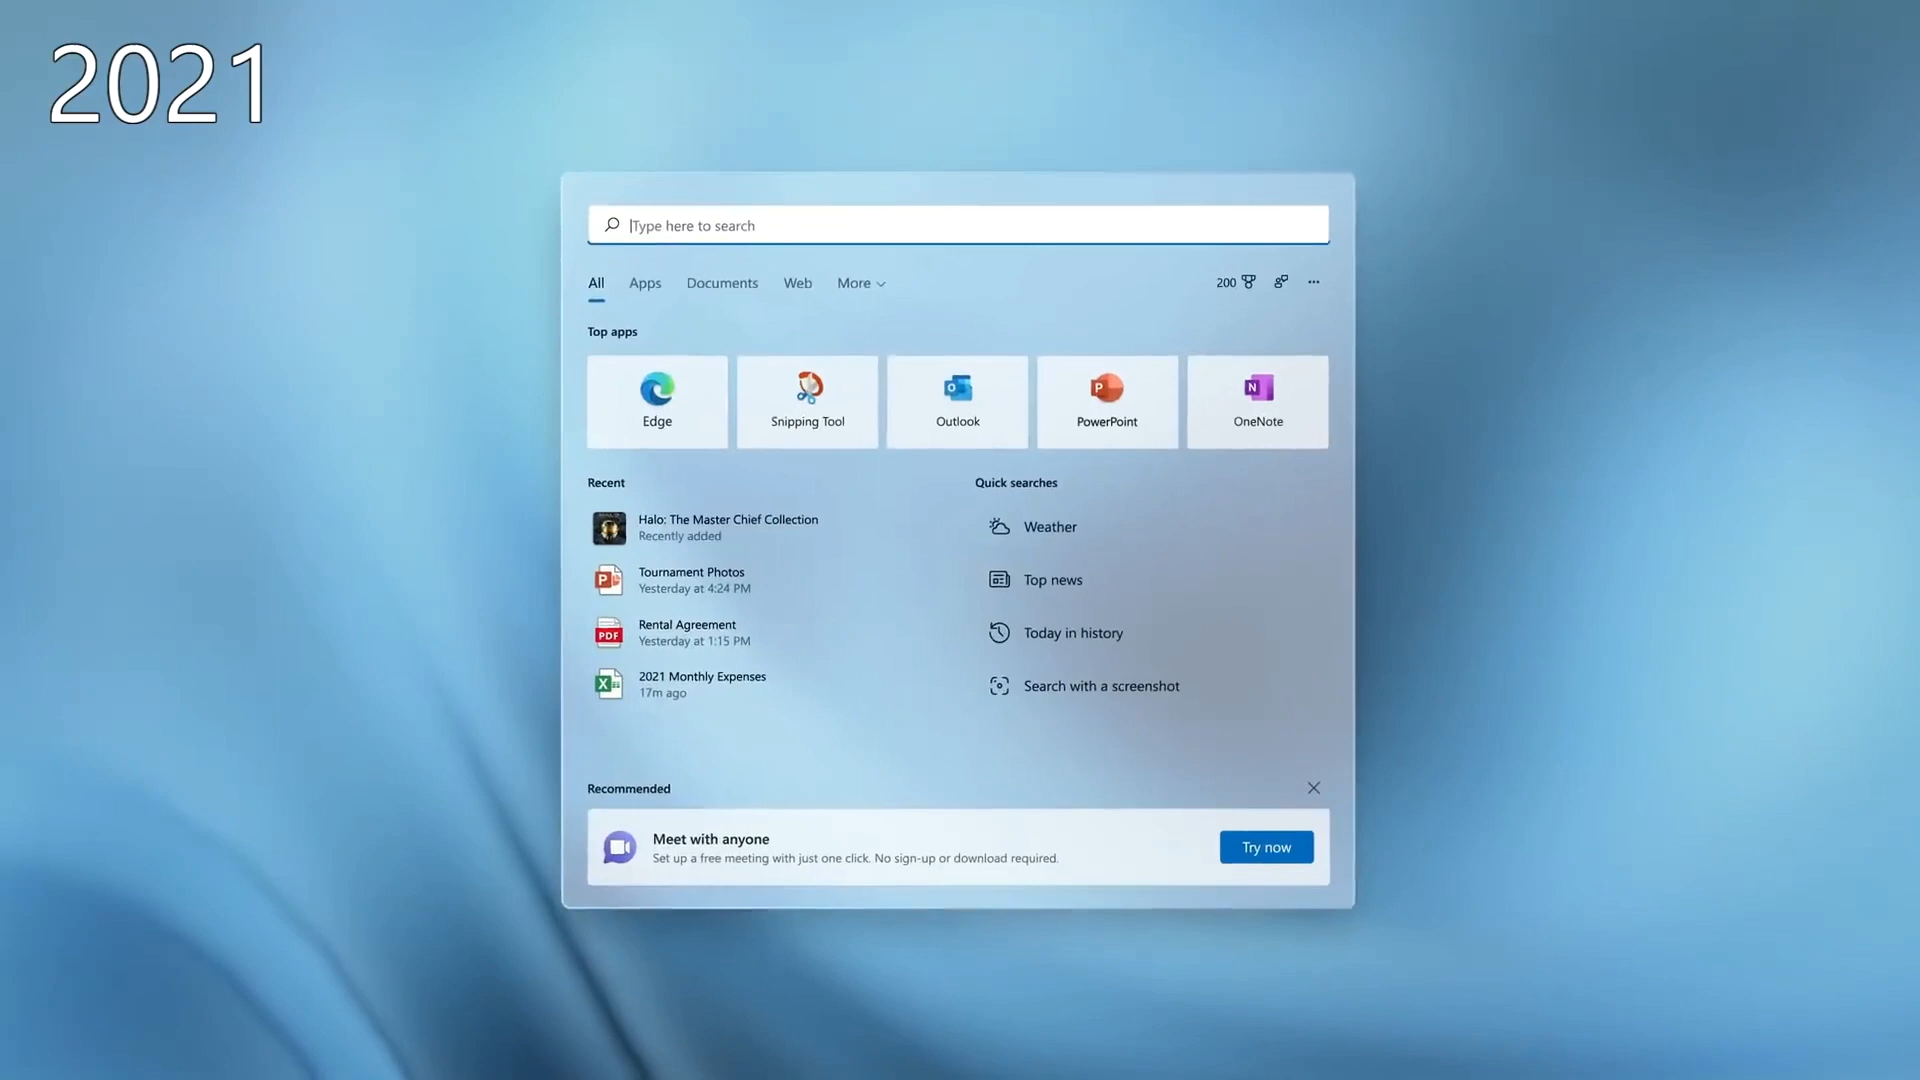 2021
Type here to search
All Apps Documents Web More 200
Top apps
Edge Snipping Tool Outlook PowerPoint OneNote
Recent
Halo: The Master Chief Collection
Recently added
Tournament Photos
Yesterday at 4:24 PM
Rental Agreement
Yesterday at 1:15 PM
2021 Monthly Expenses
17m ago
Quick searches
Weather
Top news
Today in history
Search with a screenshot
Recommended
Meet with anyone
Set up a free meeting with just one click. No sign-up or download required.
Try now